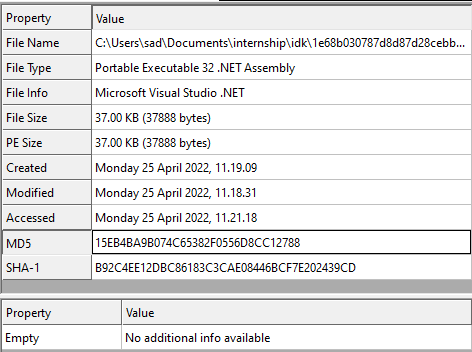 Property Value
File Name C:\Users\sad\Documents\internship\idk\1e68b030787d8d87d28cebb...
File Type Portable Executable 32 .NET Assembly
File Info Microsoft Visual Studio .NET
File Size 37.00 KB (37888 bytes)
PE Size 37.00 KB (37888 bytes)
Created Monday 25 April 2022, 11.19.09
Modified Monday 25 April 2022, 11.18.31
Accessed Monday 25 April 2022, 11.21.18
MD5 15EB4BA9B074C65382F0556D8CC12788
SHA-1 B92C4EE12DBC86183C3CAE08446BCF7E202439CD
Property Value
Empty No additional info available